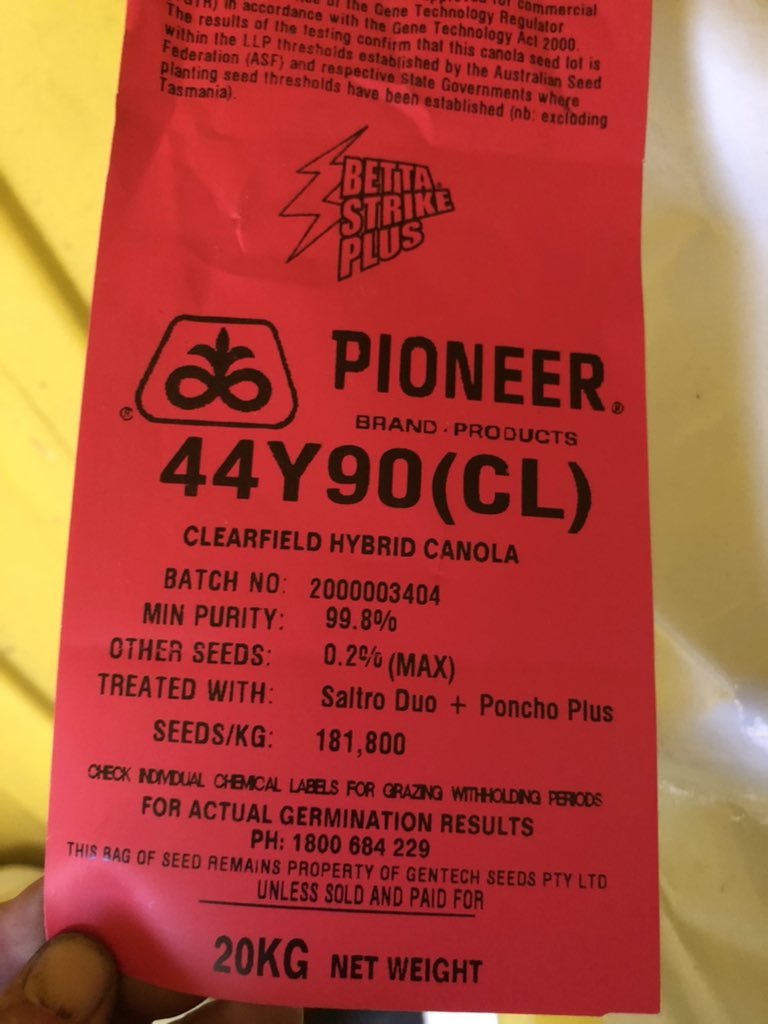 commercial
of the Gene Technology Regulator
in accordance with the Gene Technology Act 2000.
The results of the testing confirm that this canola seed lot is
within the LLP thresholds established by the Australian Seed
Federation (ASF) and respective State Governments where
planting seed thresholds have been established (nb: excluding
Tasmania).
BETTA
STRIKE
PLUS
PIONEER®
®
BRAND · PRODUCTS
44Y90(CL)
CLEARFIELD HYBRID CANOLA
BATCH NO: 2000003404
MIN PURITY: 99.8%
OTHER SEEDS: 0.2% (MAX)
TREATED WITH: Saltro Duo + Poncho Plus
SEEDS/KG: 181,800
CHECK INDIVIDUAL CHEMICAL LABELS FOR GRAZING WITHHOLDING PERIODS
FOR ACTUAL GERMINATION RESULTS
PH: 1800 684 229
THIS BAG OF SEED REMAINS PROPERTY OF GENTECH SEEDS PTY LTD
UNLESS SOLD AND PAID FOR
20KG NET WEIGHT